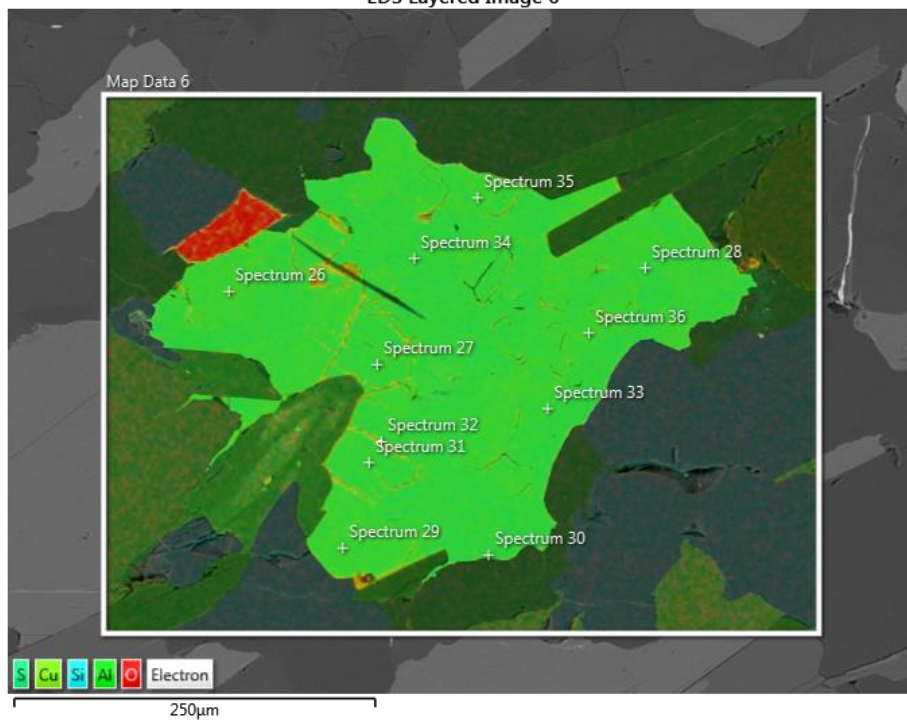 EDS Layered Image 6
Map Data 6
Spectrum 35
Spectrum 34
Spectrum 28
Spectrum 26
Spectrum 36
Spectrum 27
Spectrum 33
Spectrum 32
Spectrum 31
Spectrum 29
Spectrum 30
S Cu Si Al O Electron
250μm